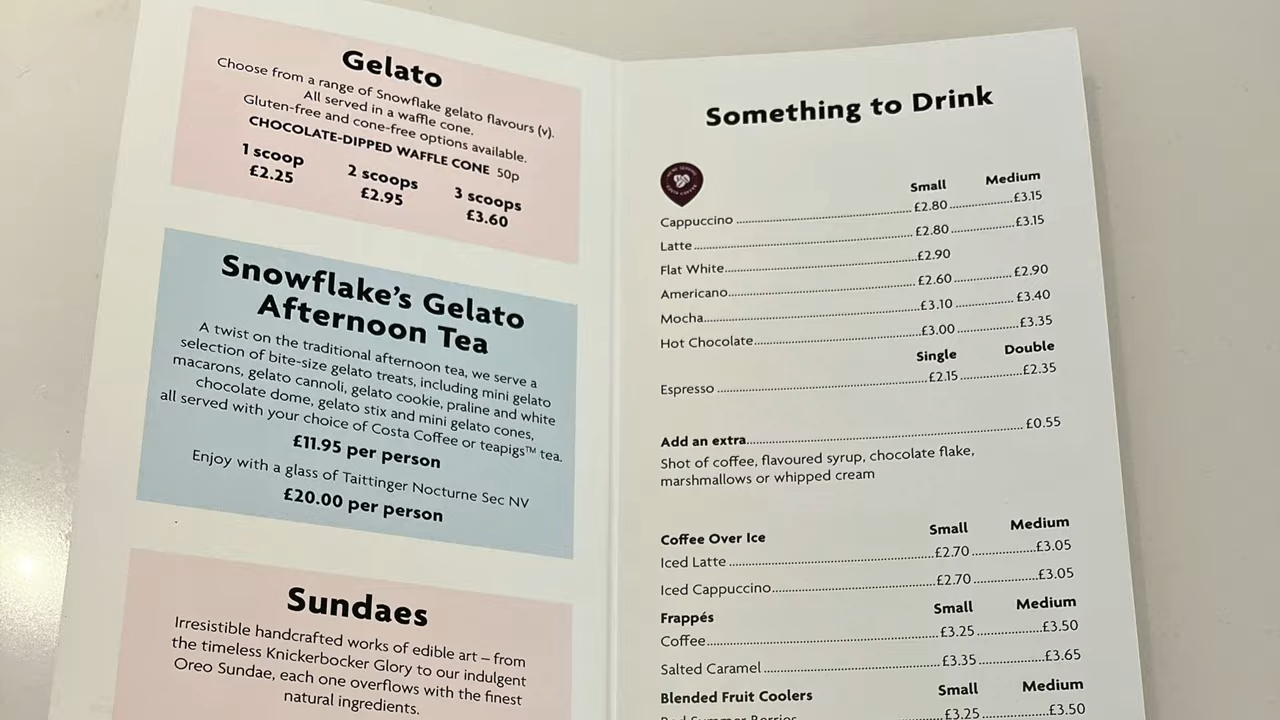 Gelato
Choose from a range of Snowflake gelato flavours (v).
All served in a waffle cone.
Gluten-free and cone-free options available.
CHOCOLATE-DIPPED WAFFLE CONE 50p
1 scoop 2 scoops 3 scoops
£2.25 £2.95 £3.60
Snowflake's Gelato
Afternoon Tea
A twist on the traditional afternoon tea, we serve a
selection of bite-size gelato treats, including mini gelato
macarons, gelato cannoli, gelato cookie, praline and white
chocolate dome, gelato stix and mini gelato cones,
all served with your choice of Costa Coffee or teapigs™ tea.
£11.95 per person
Enjoy with a glass of Taittinger Nocturne Sec NV
£20.00 per person
Sundaes
Irresistible handcrafted works of edible art – from
the timeless Knickerbocker Glory to our indulgent
Oreo Sundae, each one overflows with the finest
natural ingredients.
Something to Drink
Small Medium
Cappuccino £2.80 £3.15
Latte £2.80 £3.15
Flat White £2.90
Americano £2.60 £2.90
Mocha £3.10 £3.40
Hot Chocolate £3.00 £3.35
Single Double
Espresso £2.15 £2.35
Add an extra £0.55
Shot of coffee, flavoured syrup, chocolate flake,
marshmallows or whipped cream
Coffee Over Ice Small Medium
Iced Latte £2.70 £3.05
Iced Cappuccino £2.70 £3.05
Frappés Small Medium
Coffee £3.25 £3.50
Salted Caramel £3.35 £3.65
Blended Fruit Coolers Small Medium
Red Summer Berries £3.25 £3.50